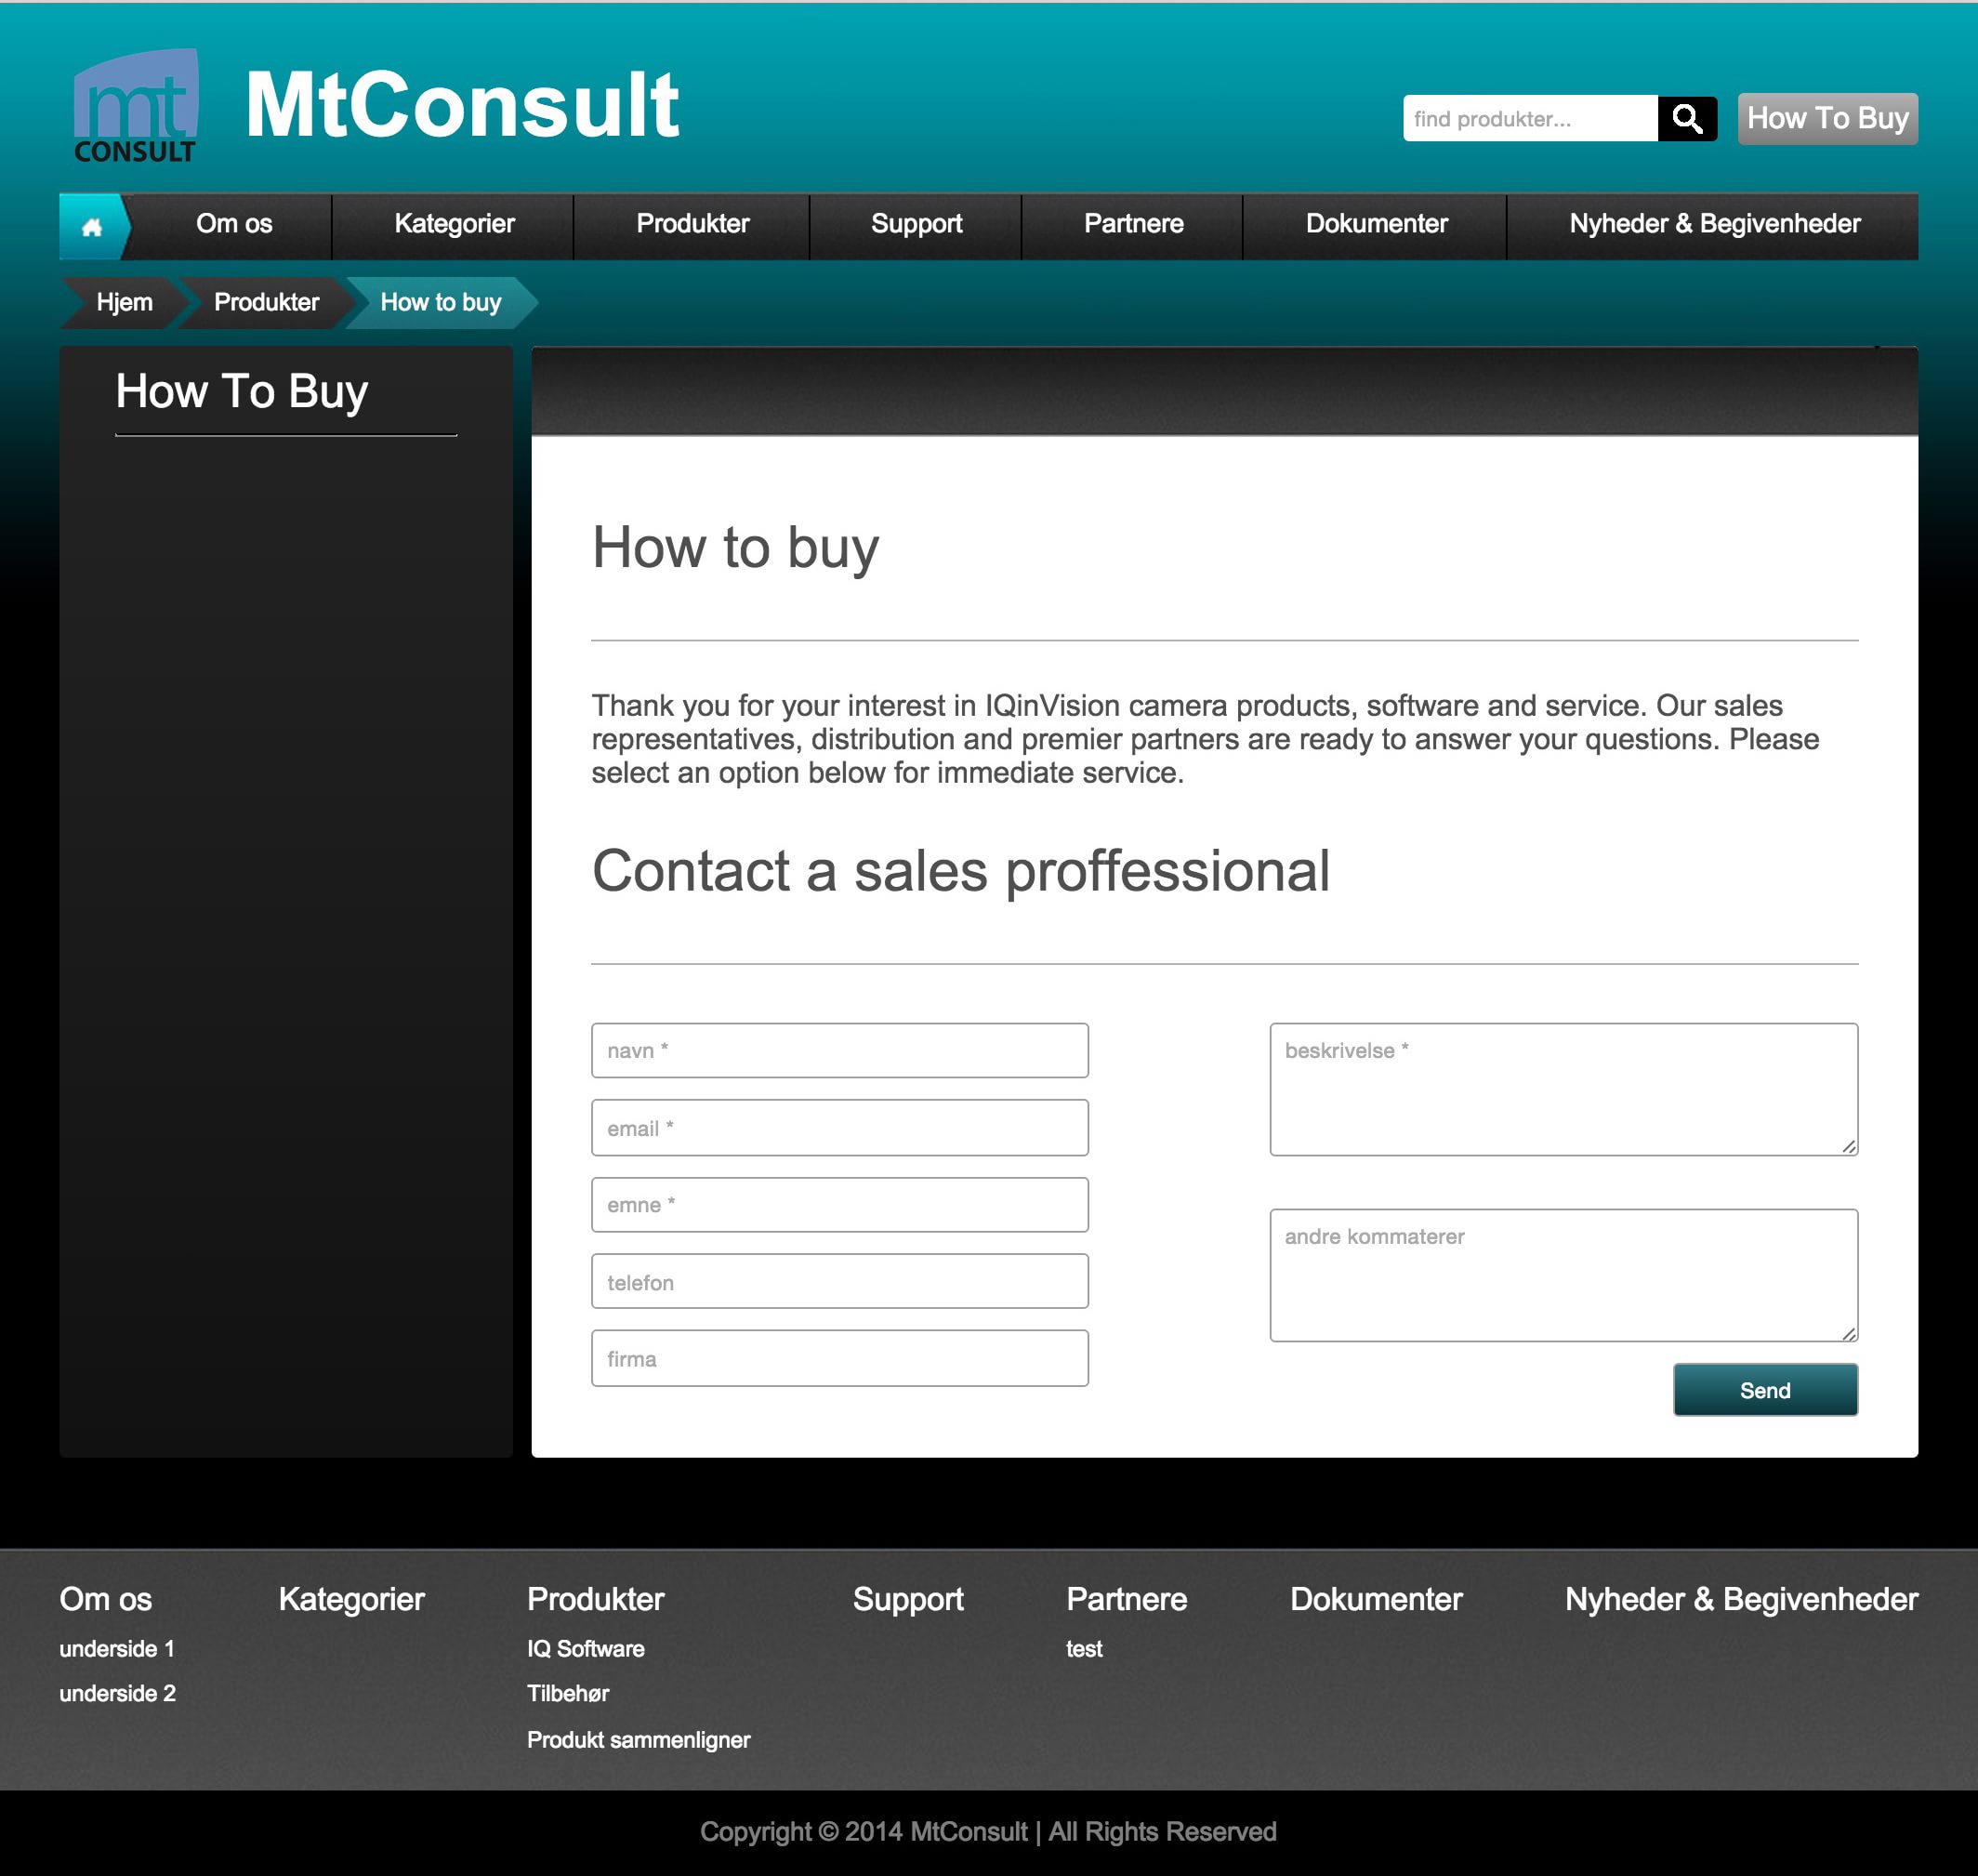 mt
CONSULT
MtConsult
find produkter...
How To Buy
Om os
Kategorier
Produkter
Support
Partnere
Dokumenter
Nyheder & Begivenheder
Hjem
Produkter
How to buy
How To Buy
How to buy
Thank you for your interest in IQinVision camera products, software and service. Our sales
representatives, distribution and premier partners are ready to answer your questions. Please
select an option below for immediate service.
Contact a sales proffessional
navn *
email *
emne *
telefon
firma
beskrivelse *
andre kommaterer
Send
Om os
underside 1
underside 2
Kategorier
Produkter
IQ Software
Tilbehør
Produkt sammenligner
Support
Partnere
test
Dokumenter
Nyheder & Begivenheder
Copyright © 2014 MtConsult | All Rights Reserved